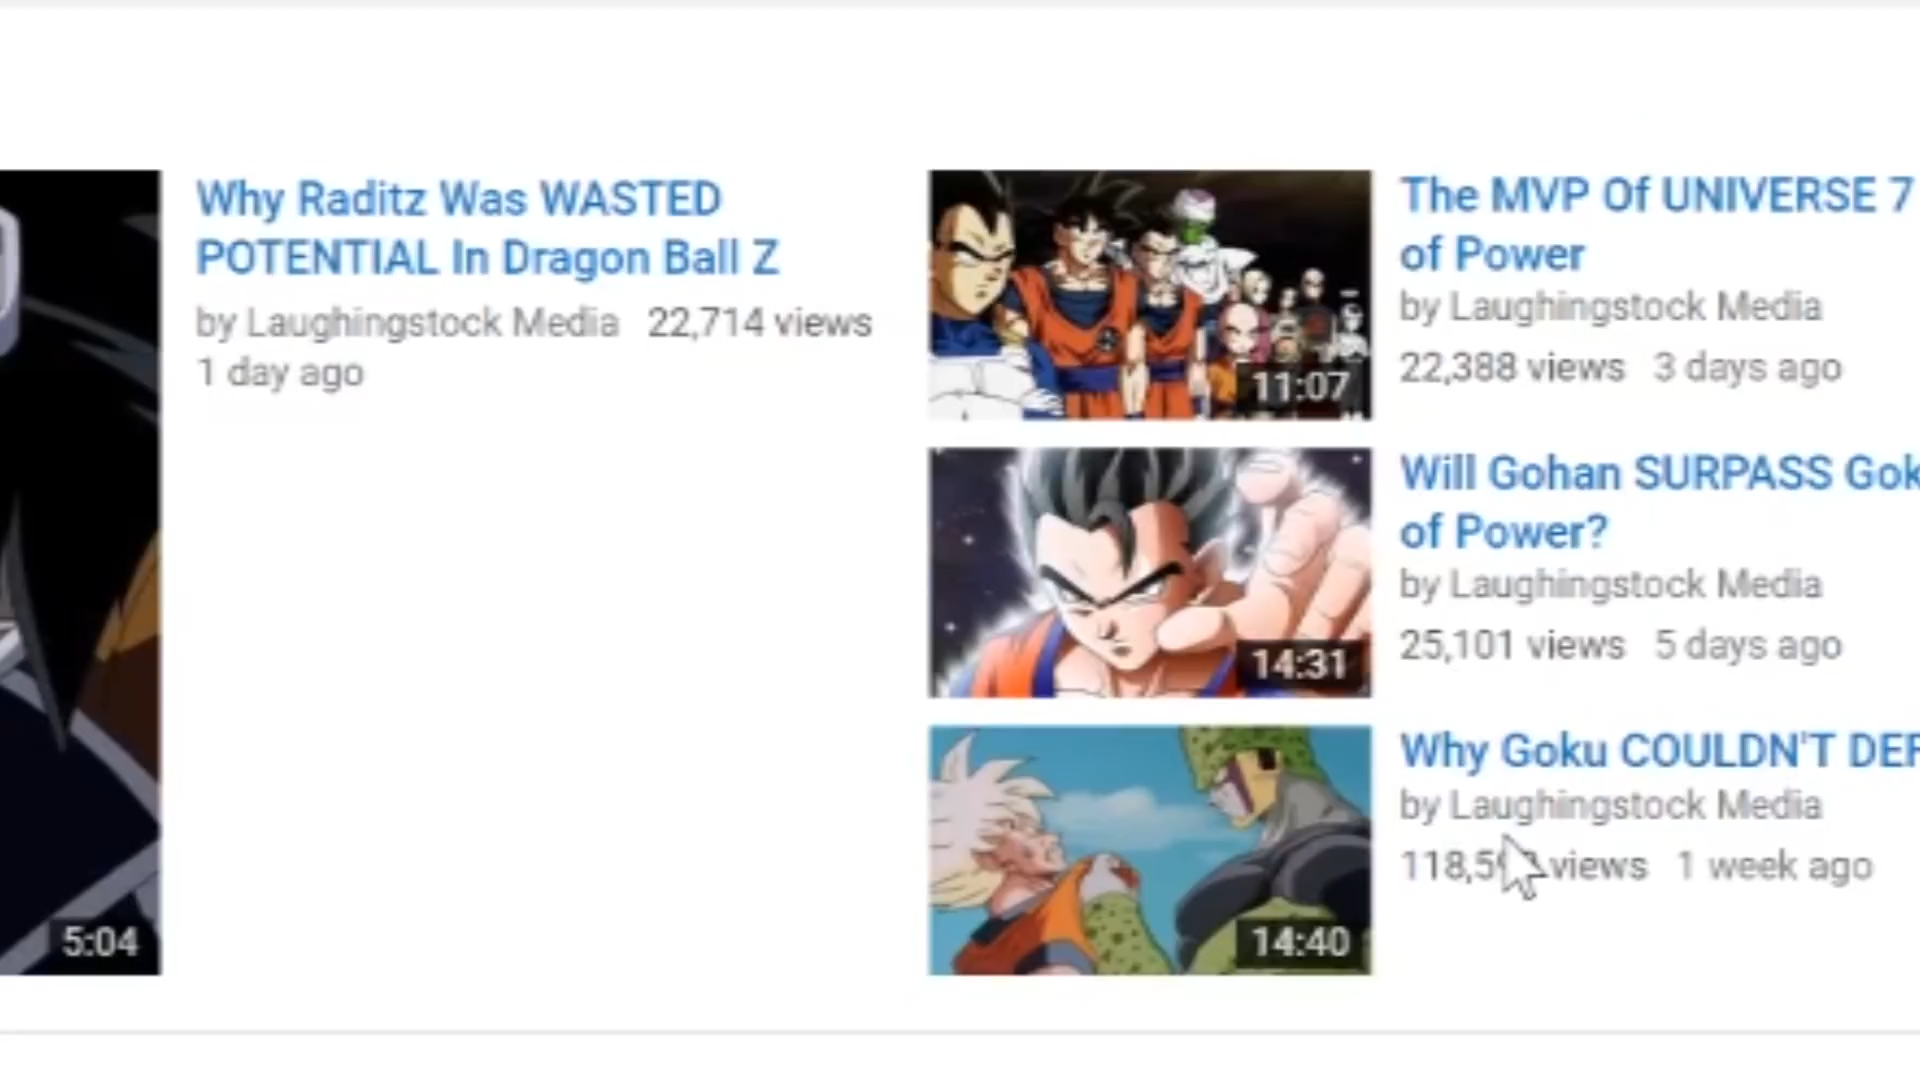 Why Raditz Was WASTED
POTENTIAL In Dragon Ball Z
by Laughingstock Media 22,714 views
1 day ago
5:04
11:07
The MVP Of UNIVERSE 7
of Power
by Laughingstock Media
22,388 views 3 days ago
14:31
Will Gohan SURPASS
of Power?
by Laughingstock Media
25,101 views 5 days ago
14:40
Why Goku COULDN'T
by Laughingstock Media
views 1 week ago